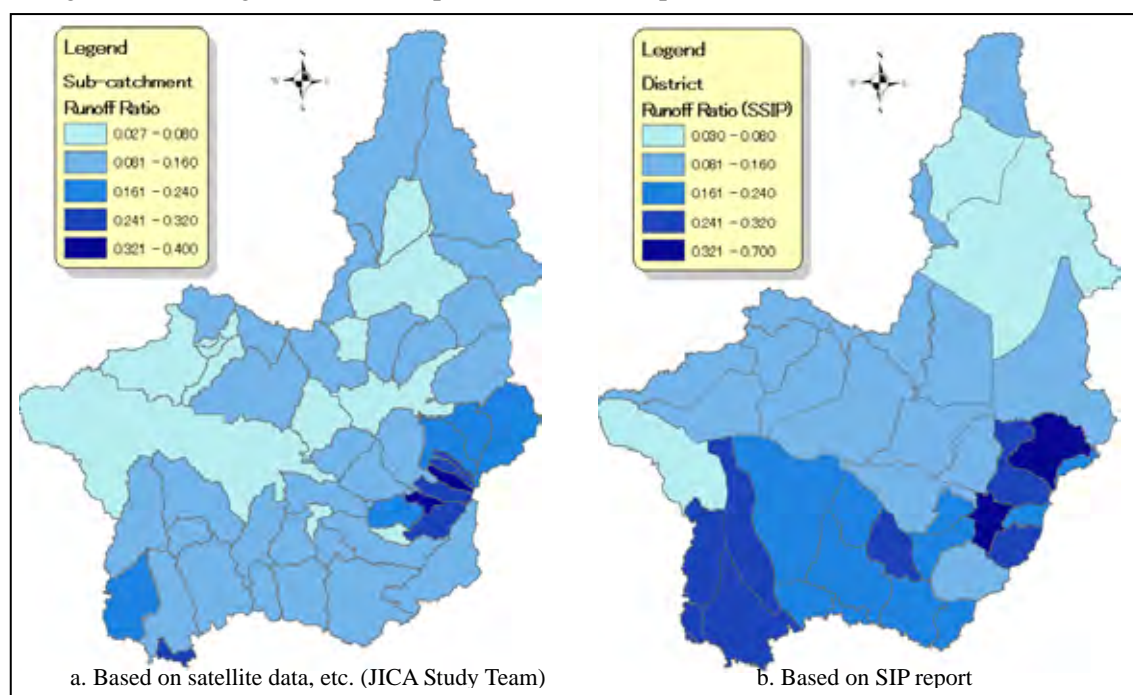 Legend
Sub-catchment
Runoff Ratio
0.027 - 0.080
0.081 - 0.160
0.161 - 0.240
0.241 - 0.320
0.321 - 0.400
Legend
District
Runoff Ratio (SSIP)
0.030 - 0.080
0.081 - 0.160
0.161 - 0.240
0.241 - 0.320
0.321 - 0.700
a. Based on satellite data, etc. (JICA Study Team)
b. Based on SIP report